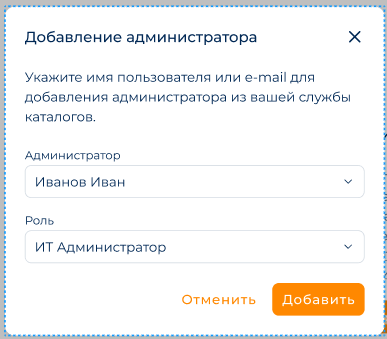 Добавление администратора
Укажите имя пользователя или e-mail для
добавления администратора из вашей службы
каталогов.
Администратор
Иванов Иван
Роль
ИТ Администратор
Отменить
Добавить